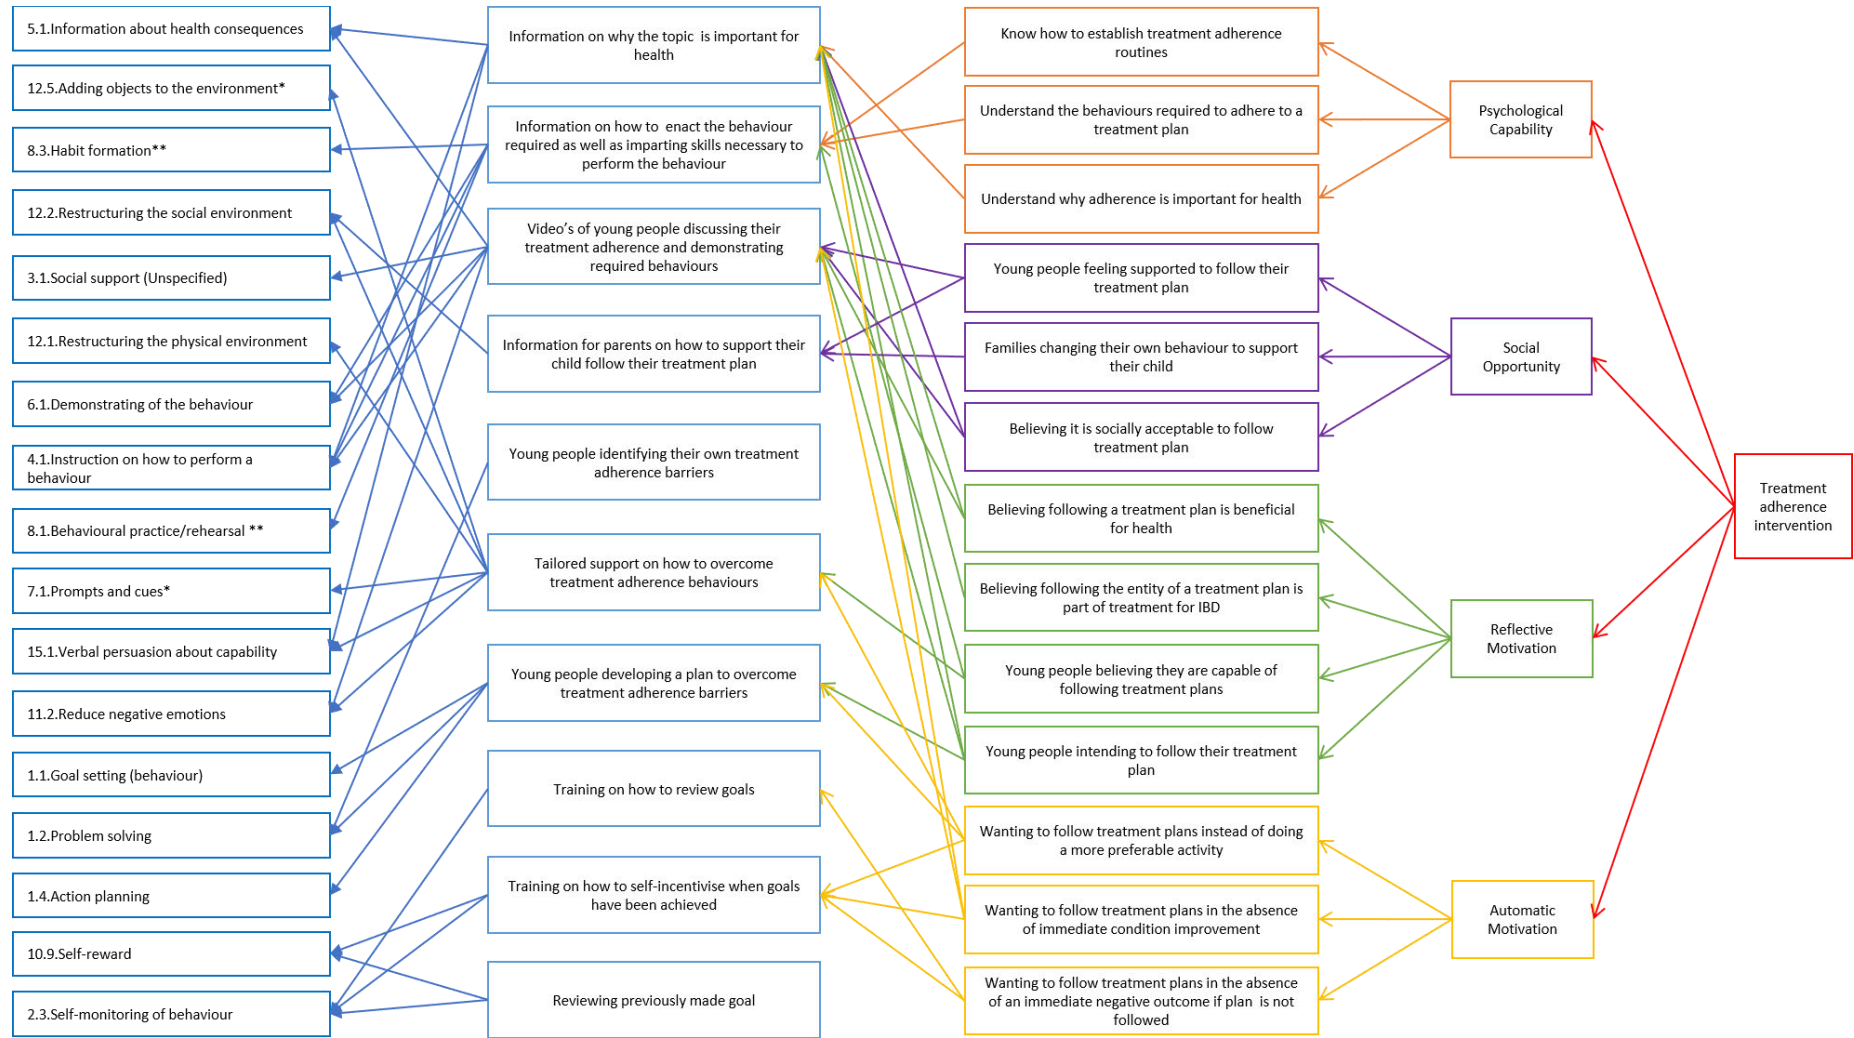 5.1.Information about health consequences
12.5.Adding objects to the environment*
8.3.Habit formation**
12.2.Restructuring the social environment
3.1.Social support (Unspecified)
12.1.Restructuring the physical environment
6.1.Demonstrating of the behaviour
4.1.Instruction on how to perform a
behaviour
8.1.Behavioural practice/rehearsal **
7.1.Prompts and cues*
15.1.Verbal persuasion about capability
11.2.Reduce negative emotions
1.1.Goal setting (behaviour)
1.2.Problem solving
1.4.Action planning
10.9.Self-reward
2.3.Self-monitoring of behaviour
Information on why the topic is important for
health
Information on how to enact the behaviour
required as well as imparting skills necessary to
perform the behaviour
Video's of young people discussing their
treatment adherence and demonstrating
required behaviours
Information for parents on how to support their
child follow their treatment plan
Young people identifying their own treatment
adherence barriers
Tailored support on how to overcome
treatment adherence behaviours
Young people developing a plan to overcome
treatment adherence barriers
Training on how to review goals
Training on how to self-incentivise when goals
have been achieved
Reviewing previously made goal
Know how to establish treatment adherence
routines
Understand the behaviours required to adhere to a
treatment plan
Understand why adherence is important for health
Young people feeling supported to follow their
treatment plan
Families changing their own behaviour to support
their child
Believing it is socially acceptable to follow
treatment plan
Believing following a treatment plan is beneficial
for health
Believing following the entity of a treatment plan is
part of treatment for IBD
Young people believing they are capable of
following treatment plans
Young people intending to follow their treatment
plan
Wanting to follow treatment plans instead of doing
a more preferable activity
Wanting to follow treatment plans in the absence
of immediate condition improvement
Wanting to follow treatment plans in the absence
of an immediate negative outcome if plan is not
followed
Psychological
Capability
Social
Opportunity
Reflective
Motivation
Automatic
Motivation
Treatment
adherence
intervention